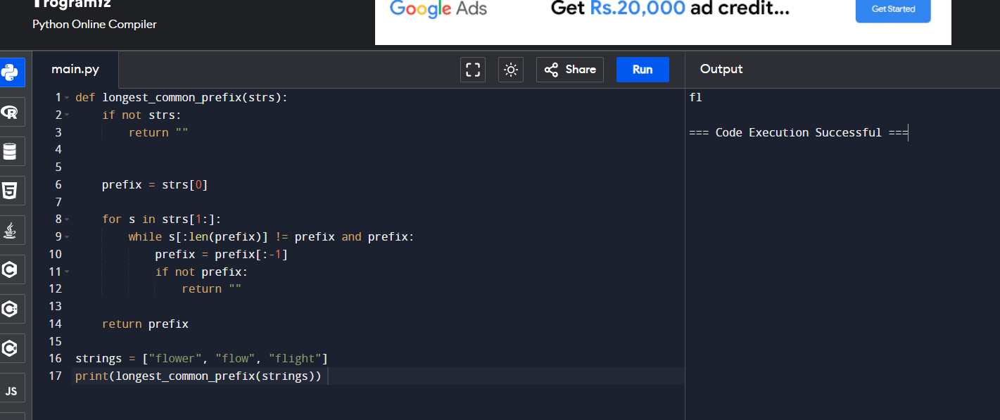 Programiz
Python Online Compiler
Google Ads
Get Rs.20,000 ad credit...
Get Started
main.py
Share
Run
Output
1 def longest_common_prefix(strs):
2     if not strs:
3         return ""
4
5
6     prefix = strs[0]
7
8     for s in strs[1:]:
9         while s[:len(prefix)] != prefix and prefix:
10             prefix = prefix[:-1]
11             if not prefix:
12                 return ""
13
14     return prefix
15
16 strings = ["flower", "flow", "flight"]
17 print(longest_common_prefix(strings))
fl
=== Code Execution Successful ===
R
5
C
C
C
JS